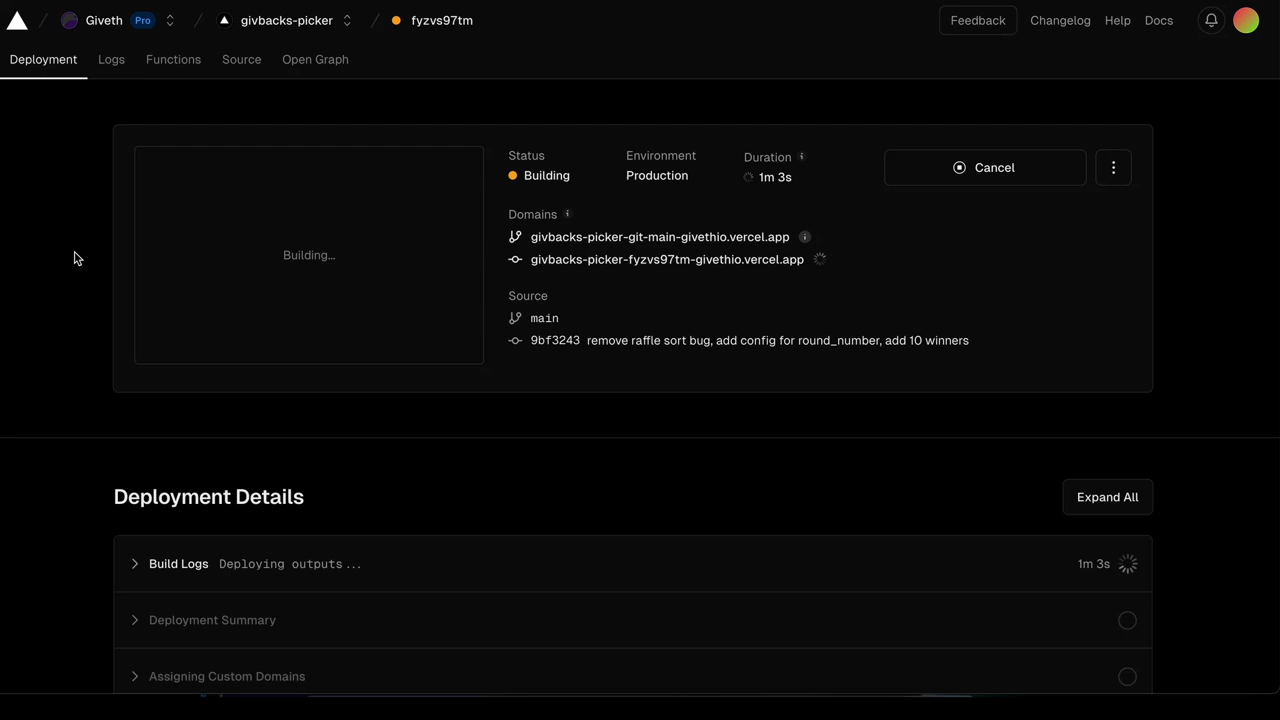 Giveth Pro givbacks-picker fyzvs97tm Feedback Changelog Help Docs
Deployment Logs Functions Source Open Graph
Building...
Status Environment Duration
Building Production 1m 3s Cancel
Domains
givbacks-picker-git-main-givethio.vercel.app
givbacks-picker-fyzvs97tm-givethio.vercel.app
Source
main
9bf3243 remove raffle sort bug, add config for round_number, add 10 winners
Deployment Details Expand All
Build Logs Deploying outputs... 1m 3s
Deployment Summary
Assigning Custom Domains